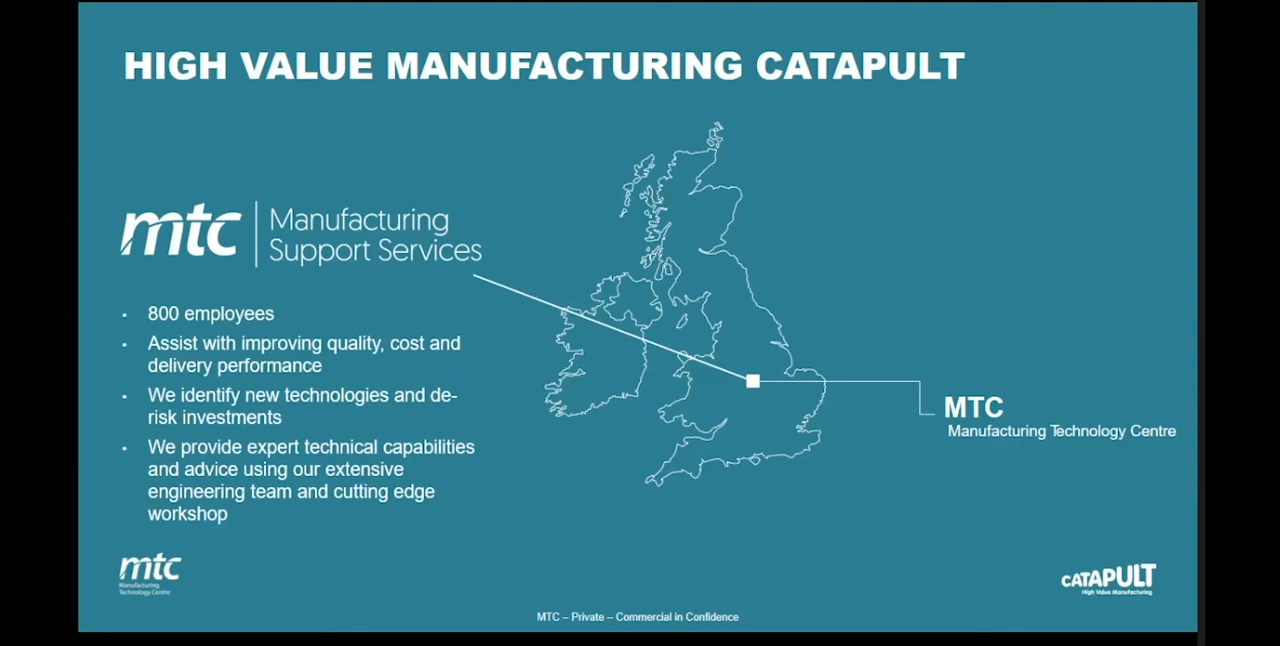 HIGH VALUE MANUFACTURING CATAPULT
mtc
Manufacturing
Support Services
• 800 employees
• Assist with improving quality, cost and
delivery performance
• We identify new technologies and de-
risk investments
• We provide expert technical capabilities
and advice using our extensive
engineering team and cutting edge
workshop
MTC
Manufacturing Technology Centre
mtc
Manufacturing
Technology Centre
CATAPULT
High Value Manufacturing
MTC – Private – Commercial in Confidence